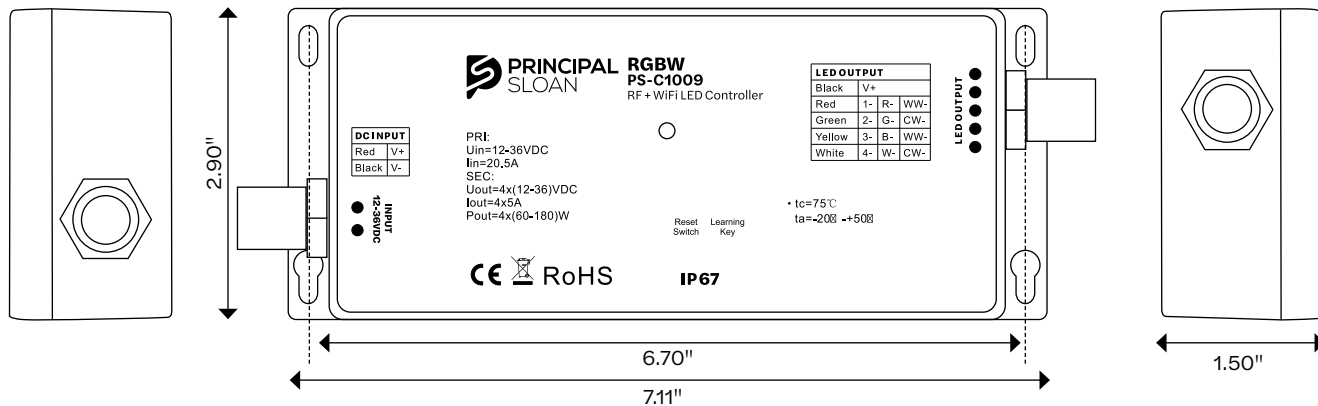 PRINCIPAL
SLOAN
RGBW
PS-C1009
RF + WiFi LED Controller
DC INPUT
Red V+
Black V-
INPUT
12-36VDC
PRI:
Uin=12-36VDC
Iin=20.5A
SEC:
Uout=4x(12-36)VDC
Iout=4x5A
Pout=4x(60-180)W
CE RoHS
IP67
Reset
Switch
Learning
Key
LED OUTPUT
Black V+
Red 1- R- WW-
Green 2- G- CW-
Yellow 3- B- WW-
White 4- W- CW-
LED OUTPUT
• tc=75℃
ta=-20 -+50
2.90"
6.70"
7.11"
1.50"